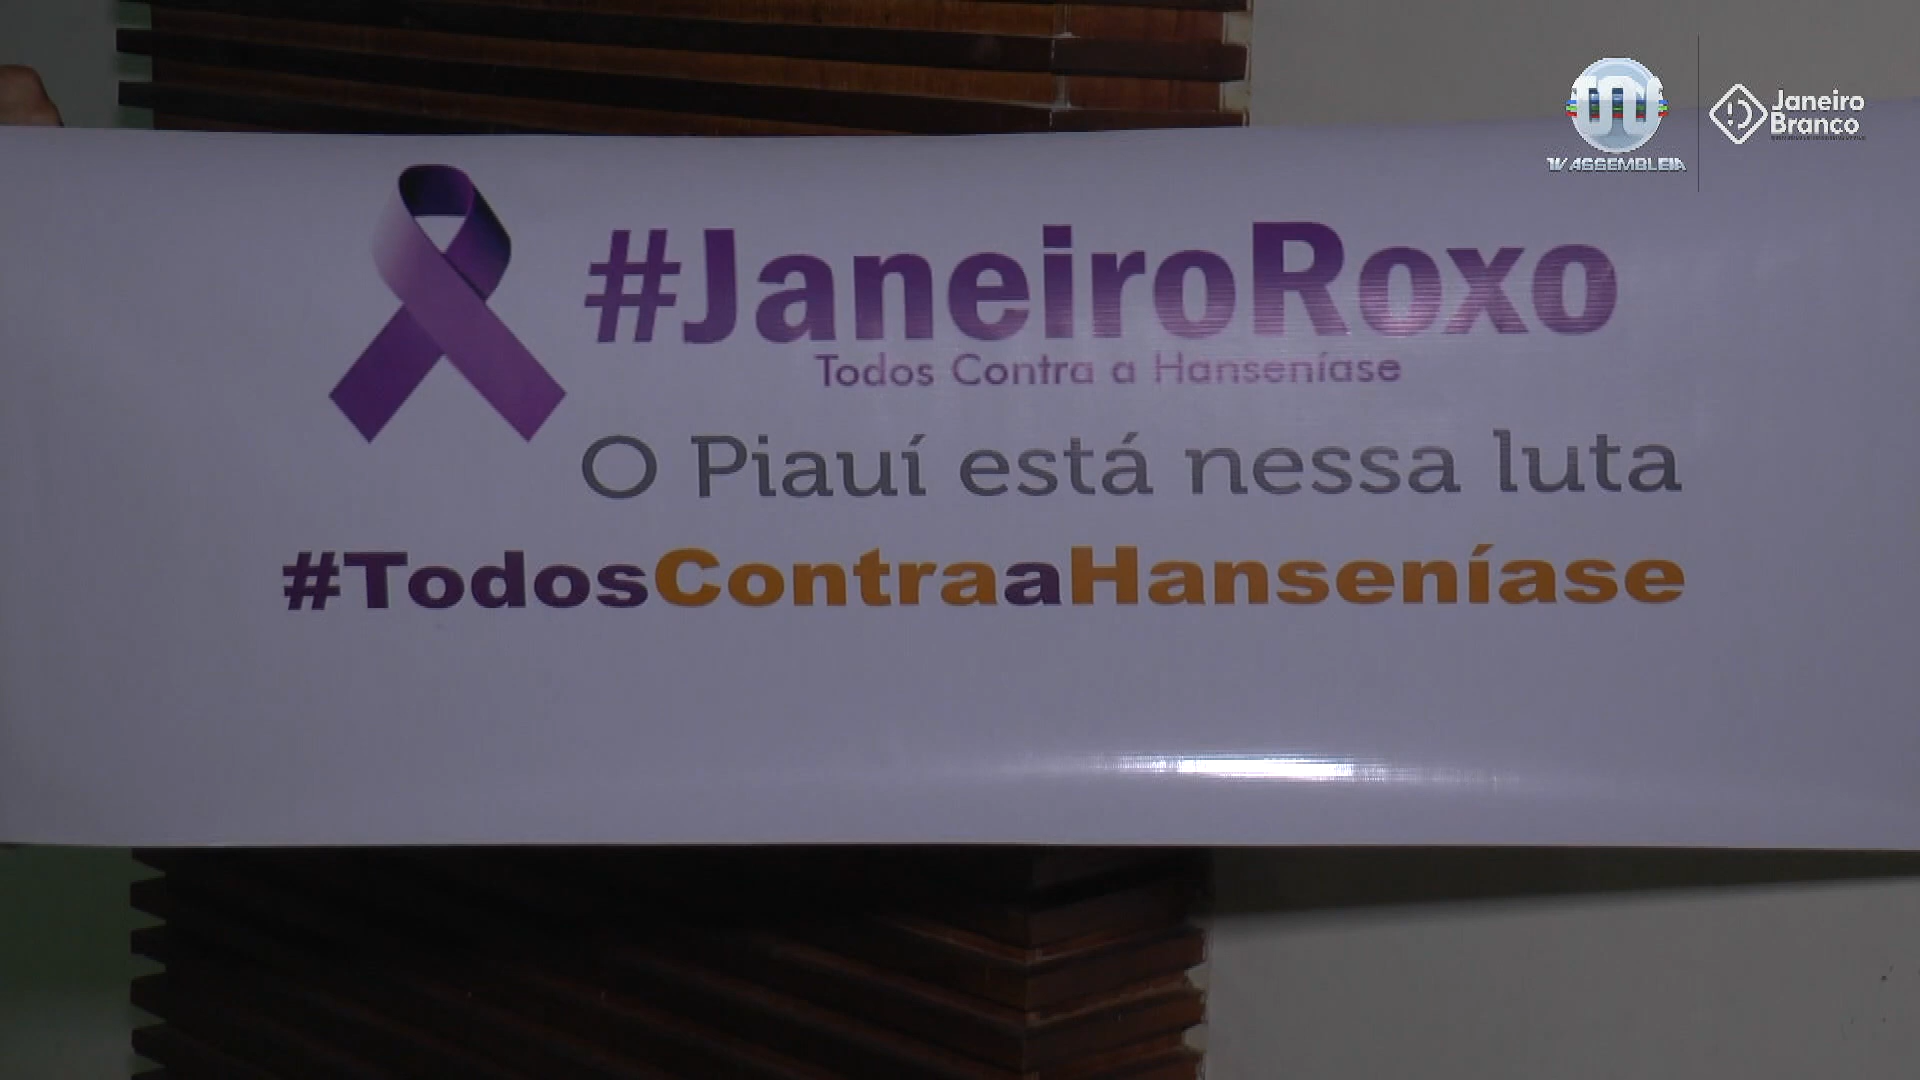 TV ASSEMBLEIA
Janeiro
Branco
#JaneiroRoxo
Todos Contra a Hanseníase
O Piauí está nessa luta
#TodosContraaHanseníase